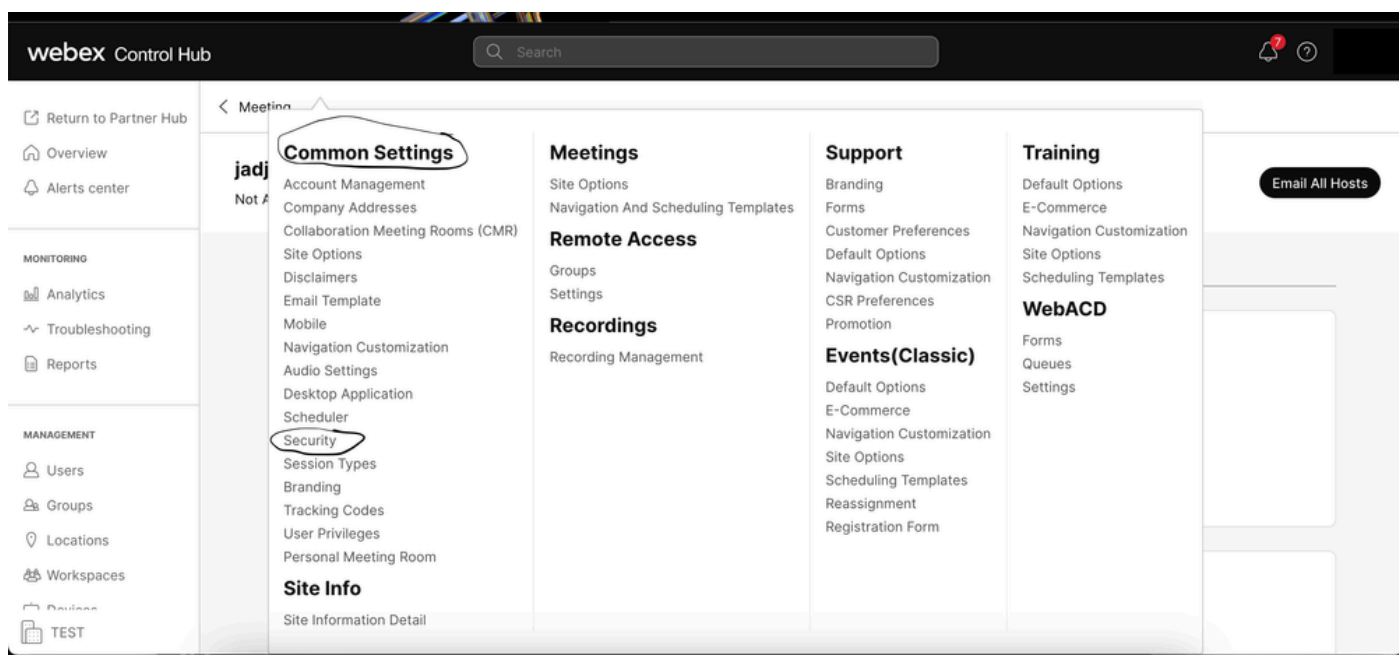 webex Control Hub
Search
7
Return to Partner Hub
Overview
Alerts center
MONITORING
Analytics
Troubleshooting
Reports
MANAGEMENT
Users
Groups
Locations
Workspaces
Devices
TEST
Meeting
jadj
Not A
Email All Hosts
Common Settings
Account Management
Company Addresses
Collaboration Meeting Rooms (CMR)
Site Options
Disclaimers
Email Template
Mobile
Navigation Customization
Audio Settings
Desktop Application
Scheduler
Security
Session Types
Branding
Tracking Codes
User Privileges
Personal Meeting Room
Site Info
Site Information Detail
Meetings
Site Options
Navigation And Scheduling Templates
Remote Access
Groups
Settings
Recordings
Recording Management
Support
Branding
Forms
Customer Preferences
Default Options
Navigation Customization
CSR Preferences
Promotion
Events(Classic)
Default Options
E-Commerce
Navigation Customization
Site Options
Scheduling Templates
Reassignment
Registration Form
Training
Default Options
E-Commerce
Navigation Customization
Site Options
Scheduling Templates
WebACD
Forms
Queues
Settings